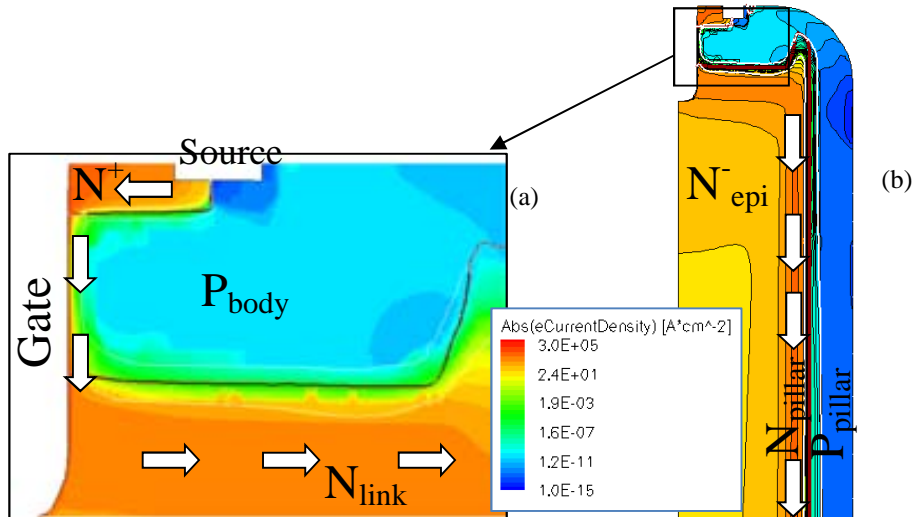 Source
N+
(a)
Gate
Pbody
Nlink
N-epi
(b)
Npillar
Ppillar
Abs(eCurrentDensity) [A*cm^-2]
3.0E+05
2.4E+01
1.9E-03
1.6E-07
1.2E-11
1.0E-15